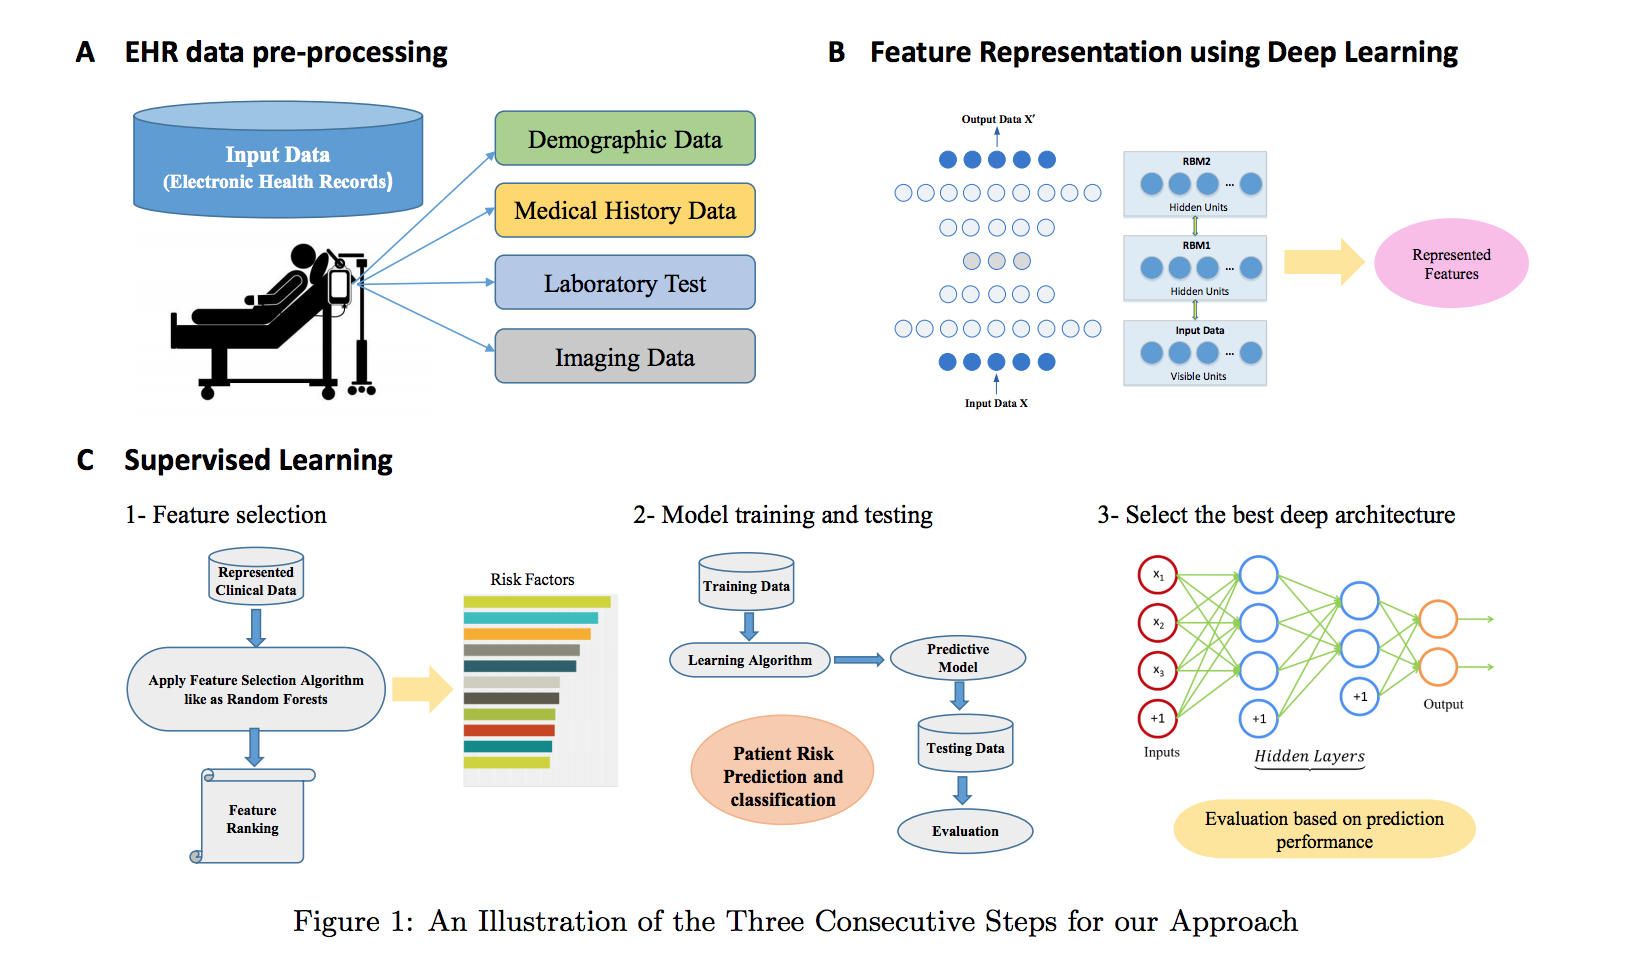 A EHR data pre-processing
Input Data
(Electronic Health Records)
Demographic Data
Medical History Data
Laboratory Test
Imaging Data
B Feature Representation using Deep Learning
Output Data X′
Input Data X
RBM2
...
Hidden Units
RBM1
...
Hidden Units
Input Data
...
Visible Units
Represented
Features
C Supervised Learning
1- Feature selection
Represented
Clinical Data
Apply Feature Selection Algorithm
like as Random Forests
Feature
Ranking
Risk Factors
2- Model training and testing
Training Data
Learning Algorithm
Predictive
Model
Testing Data
Evaluation
Patient Risk
Prediction and
classification
3- Select the best deep architecture
x₁
x₂
x₃
+1
Inputs
+1
Hidden Layers
+1
Output
Evaluation based on prediction
performance
Figure 1: An Illustration of the Three Consecutive Steps for our Approach